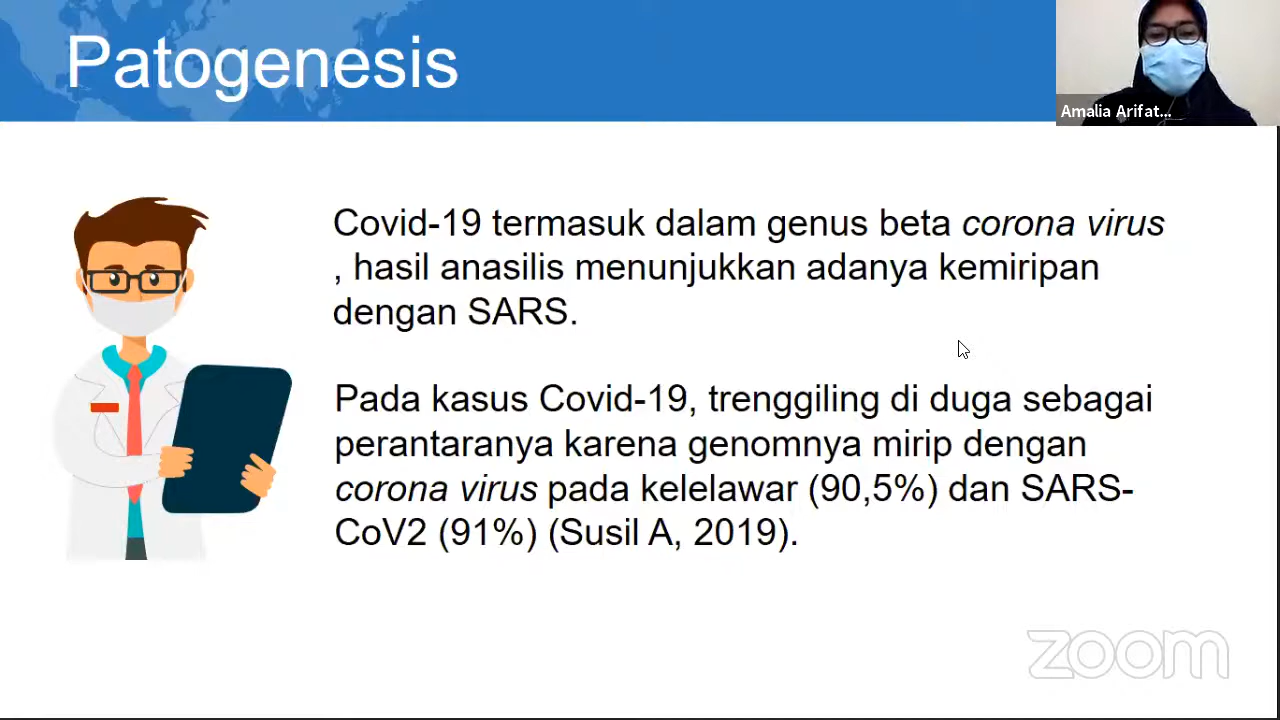 Patogenesis
Amalia Arifat...
Covid-19 termasuk dalam genus beta corona virus
, hasil anasilis menunjukkan adanya kemiripan
dengan SARS.
Pada kasus Covid-19, trenggiling di duga sebagai
perantaranya karena genomnya mirip dengan
corona virus pada kelelawar (90,5%) dan SARS-
CoV2 (91%) (Susil A, 2019).
zoom